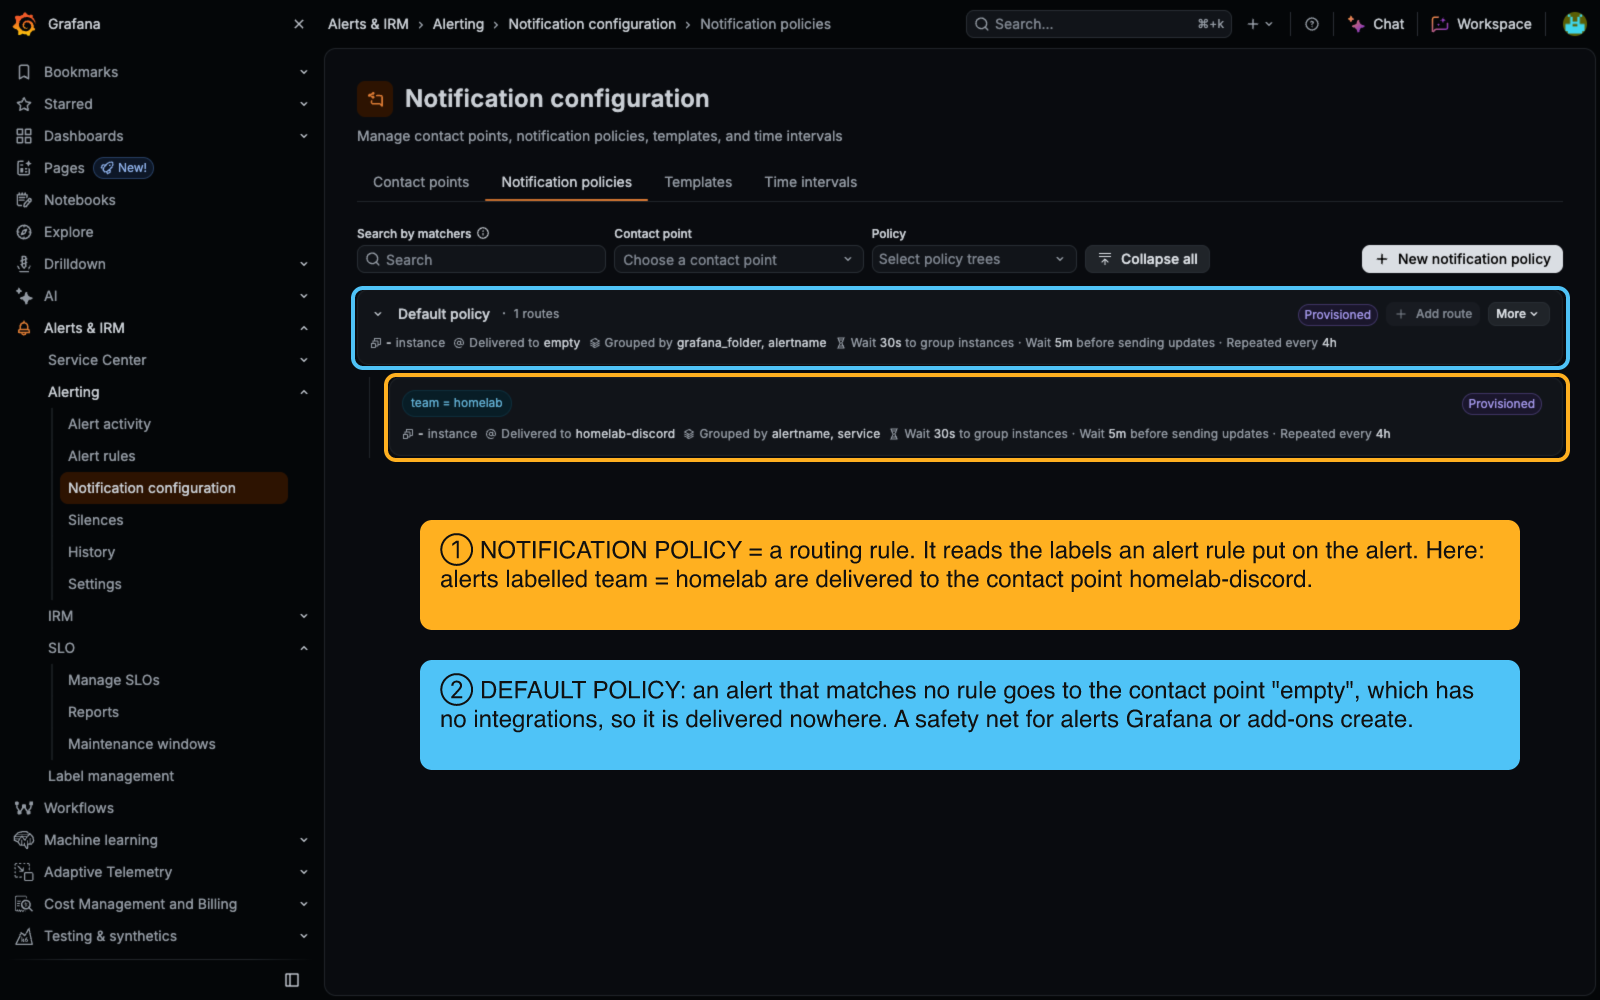 Grafana
Alerts & IRM › Alerting › Notification configuration › Notification policies
Search... ⌘+k
Chat
Workspace
Bookmarks
Starred
Dashboards
Pages New!
Notebooks
Explore
Drilldown
AI
Alerts & IRM
Service Center
Alerting
Alert activity
Alert rules
Notification configuration
Silences
History
Settings
IRM
SLO
Manage SLOs
Reports
Maintenance windows
Label management
Workflows
Machine learning
Adaptive Telemetry
Cost Management and Billing
Testing & synthetics
Notification configuration
Manage contact points, notification policies, templates, and time intervals
Contact points Notification policies Templates Time intervals
Search by matchers Contact point Policy
Search Choose a contact point Select policy trees Collapse all + New notification policy
Default policy · 1 routes Provisioned + Add route More
- instance @ Delivered to empty Grouped by grafana_folder, alertname Wait 30s to group instances · Wait 5m before sending updates · Repeated every 4h
team = homelab Provisioned
- instance @ Delivered to homelab-discord Grouped by alertname, service Wait 30s to group instances · Wait 5m before sending updates · Repeated every 4h
① NOTIFICATION POLICY = a routing rule. It reads the labels an alert rule put on the alert. Here:
alerts labelled team = homelab are delivered to the contact point homelab-discord.
② DEFAULT POLICY: an alert that matches no rule goes to the contact point "empty", which has
no integrations, so it is delivered nowhere. A safety net for alerts Grafana or add-ons create.